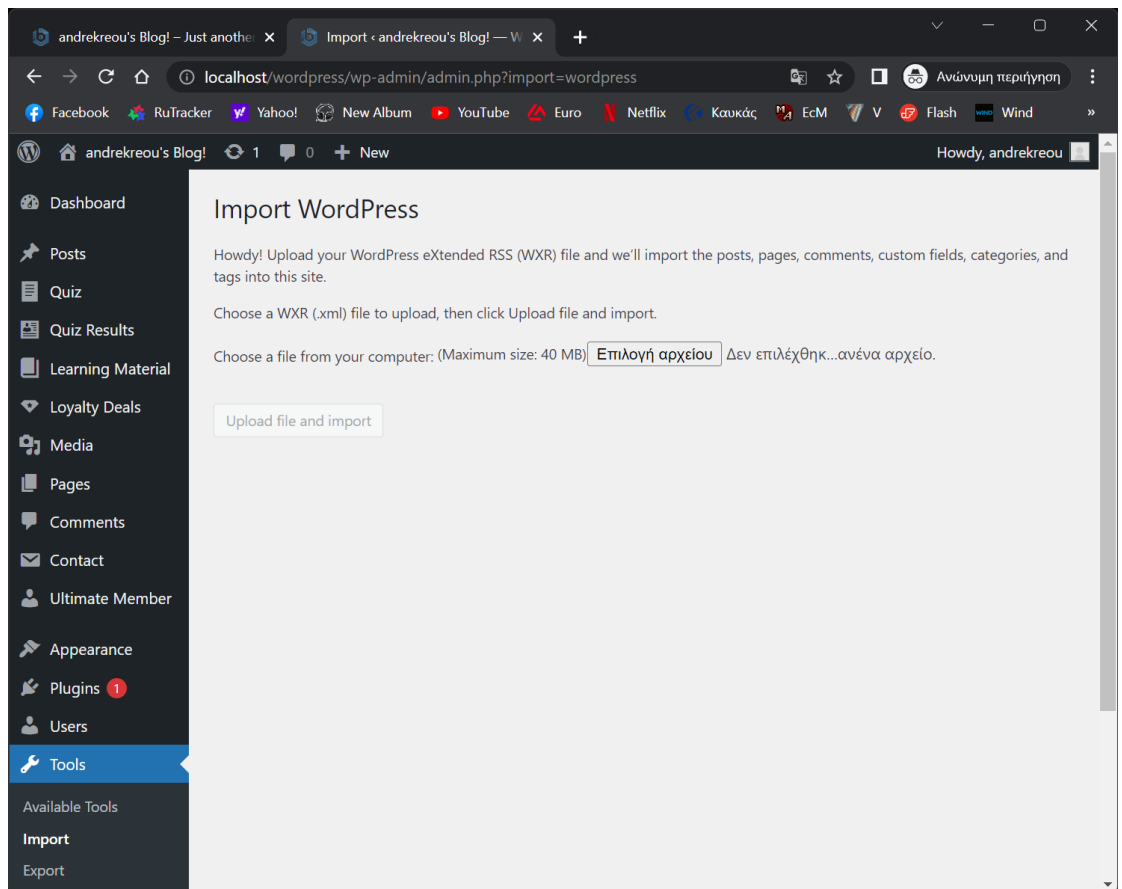 andrekreou's Blog! – Just anothe
Import ‹ andrekreou's Blog! — W
localhost/wordpress/wp-admin/admin.php?import=wordpress
Ανώνυμη περιήγηση
Facebook
RuTracker
Yahoo!
New Album
YouTube
Euro
Netflix
Καυκάς
EcM
V
Flash
Wind
»
andrekreou's Blog!
1
0
New
Howdy, andrekreou
Dashboard
Posts
Quiz
Quiz Results
Learning Material
Loyalty Deals
Media
Pages
Comments
Contact
Ultimate Member
Appearance
Plugins 1
Users
Tools
Available Tools
Import
Export
Import WordPress
Howdy! Upload your WordPress eXtended RSS (WXR) file and we'll import the posts, pages, comments, custom fields, categories, and
tags into this site.
Choose a WXR (.xml) file to upload, then click Upload file and import.
Choose a file from your computer: (Maximum size: 40 MB) Επιλογή αρχείου Δεν επιλέχθηκ...ανένα αρχείο.
Upload file and import